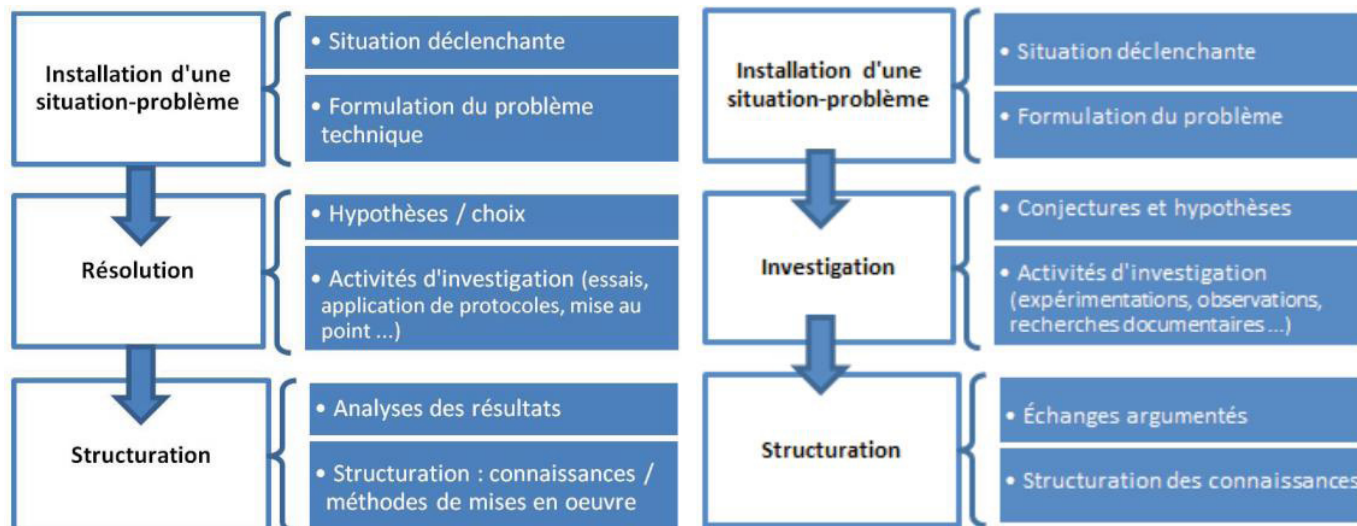 Installation d'une
situation-problème
• Situation déclenchante
• Formulation du problème
technique
Résolution
• Hypothèses / choix
• Activités d'investigation (essais,
application de protocoles, mise au
point ...)
Structuration
• Analyses des résultats
• Structuration : connaissances /
méthodes de mises en oeuvre
Installation d'une
situation-problème
• Situation déclenchante
• Formulation du problème
Investigation
• Conjectures et hypothèses
• Activités d'investigation
(expérimentations, observations,
recherches documentaires ...)
Structuration
• Échanges argumentés
• Structuration des connaissances